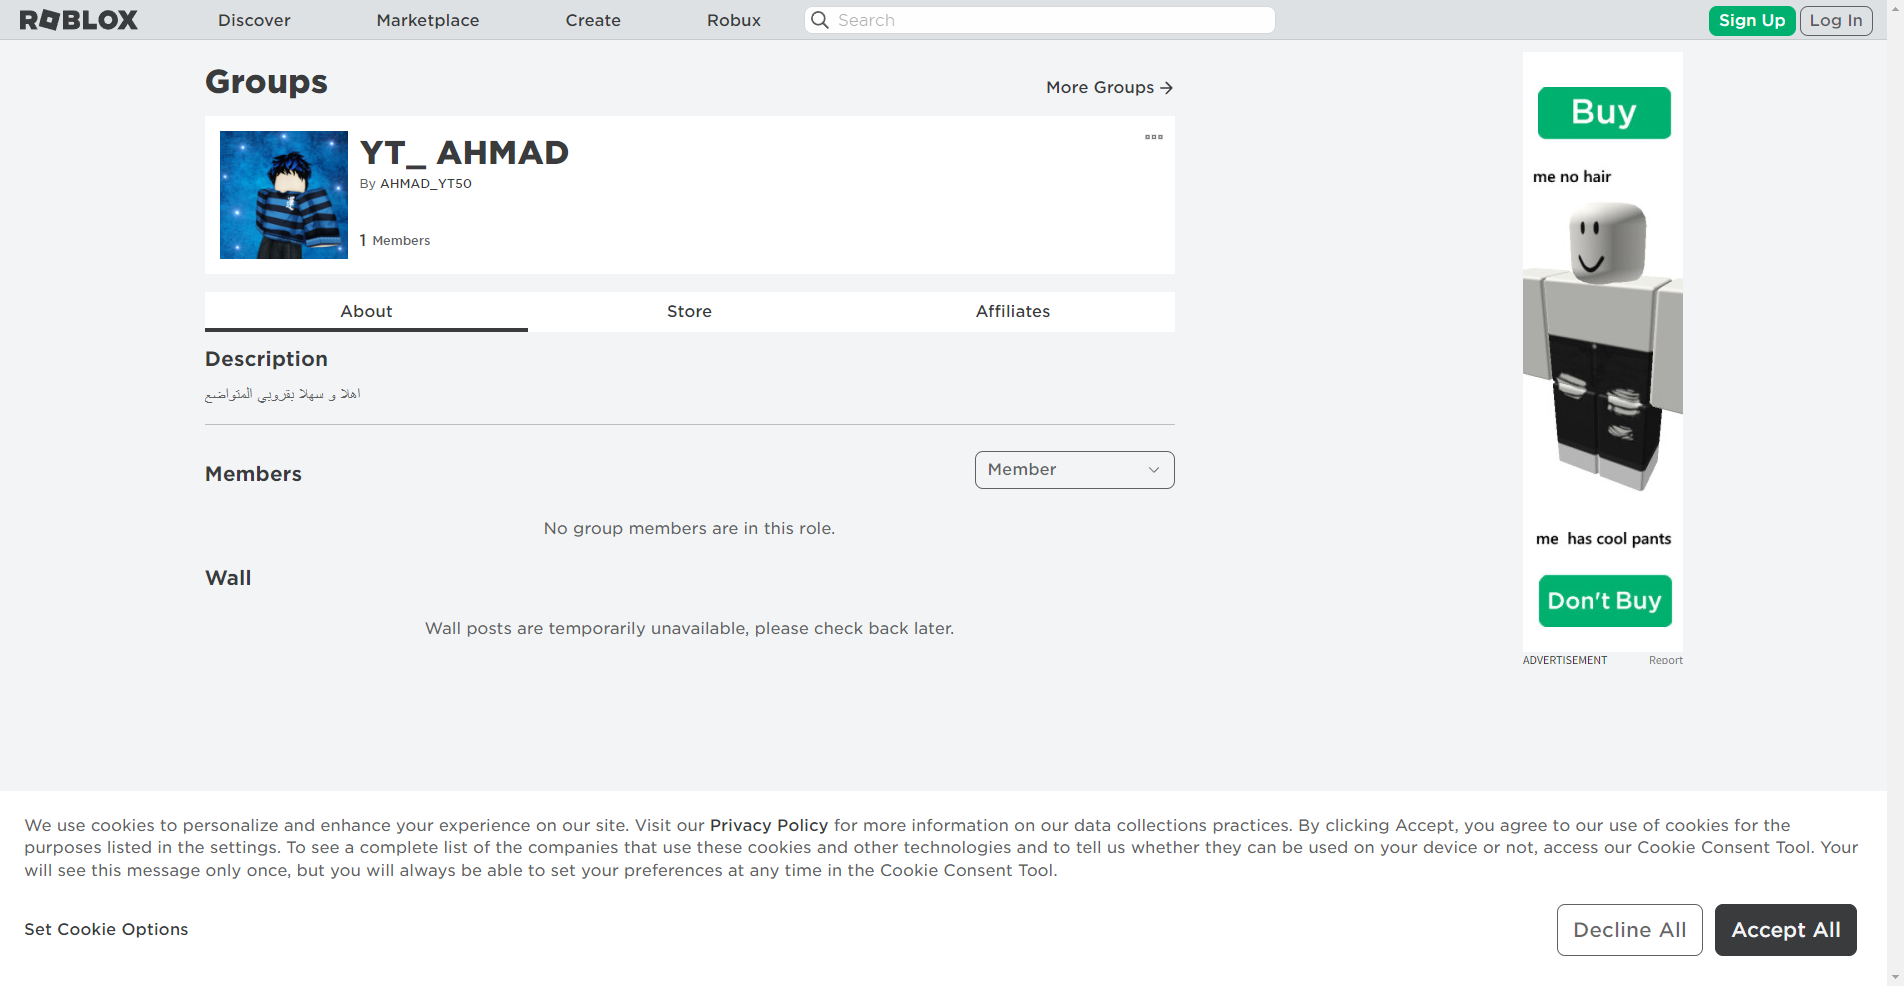 ROBLOX
Discover
Marketplace
Create
Robux
Search
Sign Up
Log In
Groups
More Groups
YT_ AHMAD
By AHMAD_YT50
1 Members
About
Store
Affiliates
Description
اهلا و سهلا بقروبي المتواضع
Members
Member
No group members are in this role.
Wall
Wall posts are temporarily unavailable, please check back later.
Buy
me no hair
me has cool pants
Don't Buy
ADVERTISEMENT
Report
We use cookies to personalize and enhance your experience on our site. Visit our Privacy Policy for more information on our data collections practices. By clicking Accept, you agree to our use of cookies for the
purposes listed in the settings. To see a complete list of the companies that use these cookies and other technologies and to tell us whether they can be used on your device or not, access our Cookie Consent Tool. Your
will see this message only once, but you will always be able to set your preferences at any time in the Cookie Consent Tool.
Set Cookie Options
Decline All
Accept All